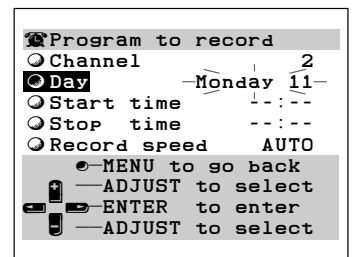 Program to record
Channel 2
Day Monday 11
Start time --:--
Stop time --:--
Record speed AUTO
MENU to go back
ADJUST to select
ENTER to enter
ADJUST to select